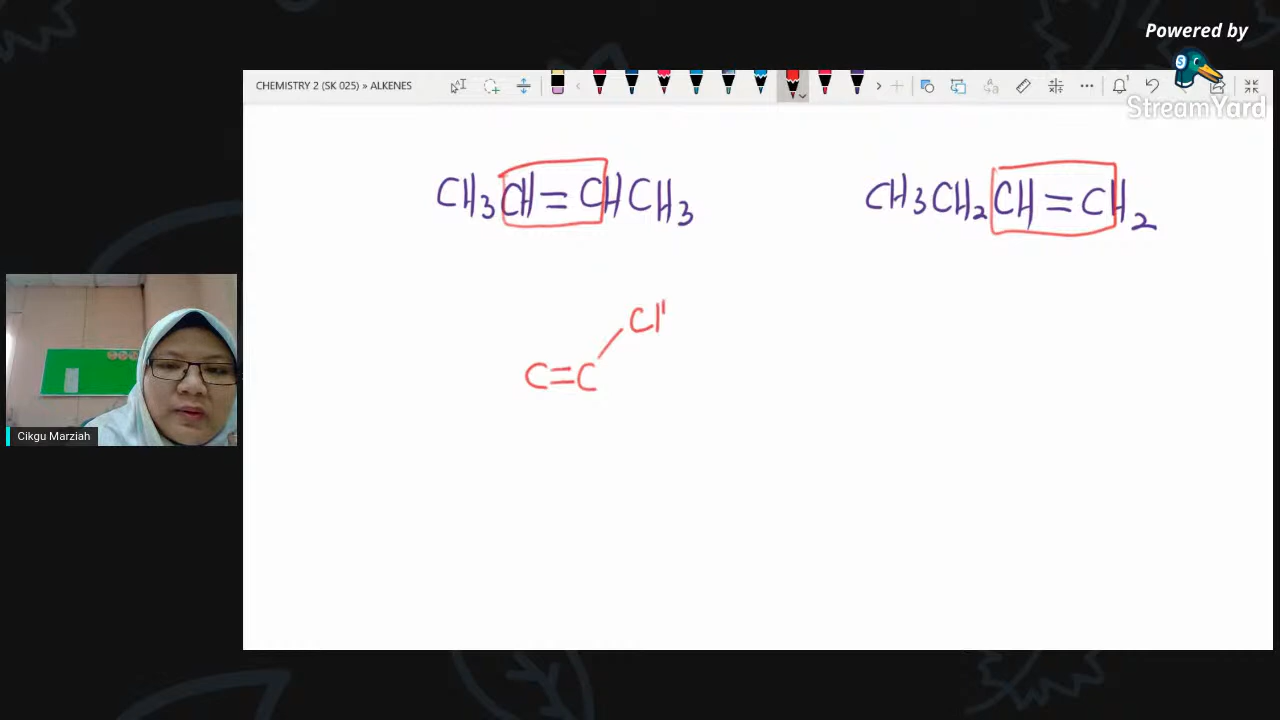 Powered by
StreamYard
CHEMISTRY 2 (SK 025) » ALKENES
CH₃CH=CHCH₃
CH₃CH₂CH=CH₂
Cl
C=C
Cikgu Marziah